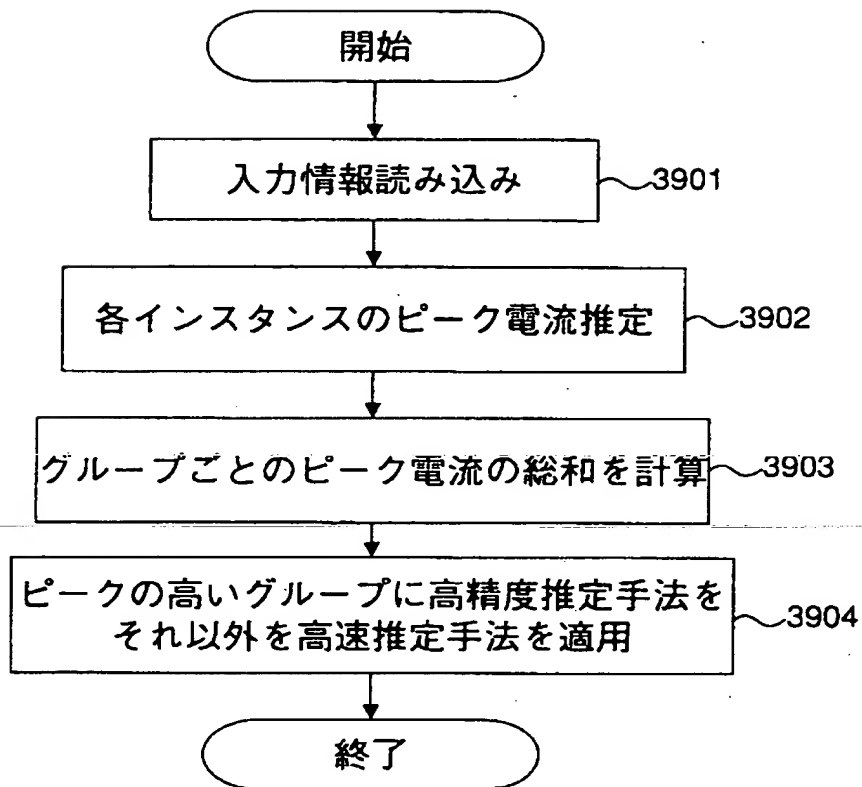 開始
入力情報読み込み
3901
各インスタンスのピーク電流推定
3902
グループごとのピーク電流の総和を計算
3903
ピークの高いグループに高精度推定手法を
それ以外を高速推定手法を適用
3904
終了